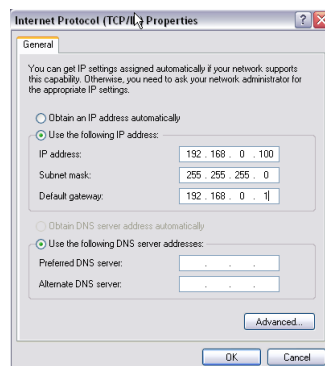 Internet Protocol (TCP/IP) Properties
General
You can get IP settings assigned automatically if your network supports
this capability. Otherwise, you need to ask your network administrator for
the appropriate IP settings.
Obtain an IP address automatically
Use the following IP address:
IP address: 192 . 168 . 0 . 100
Subnet mask: 255 . 255 . 255 . 0
Default gateway: 192 . 168 . 0 . 1
Obtain DNS server address automatically
Use the following DNS server addresses:
Preferred DNS server: . . .
Alternate DNS server: . . .
Advanced...
OK Cancel